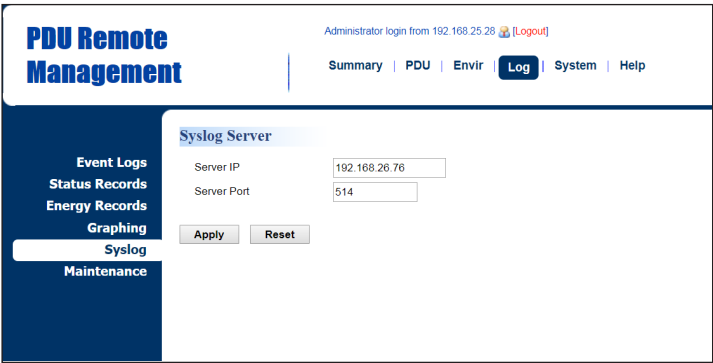 PDU Remote
Management
Administrator login from 192.168.25.28 [Logout]
Summary | PDU | Envir | Log | System | Help
Event Logs
Status Records
Energy Records
Graphing
Syslog
Maintenance
Syslog Server
Server IP 192.168.26.76
Server Port 514
Apply Reset